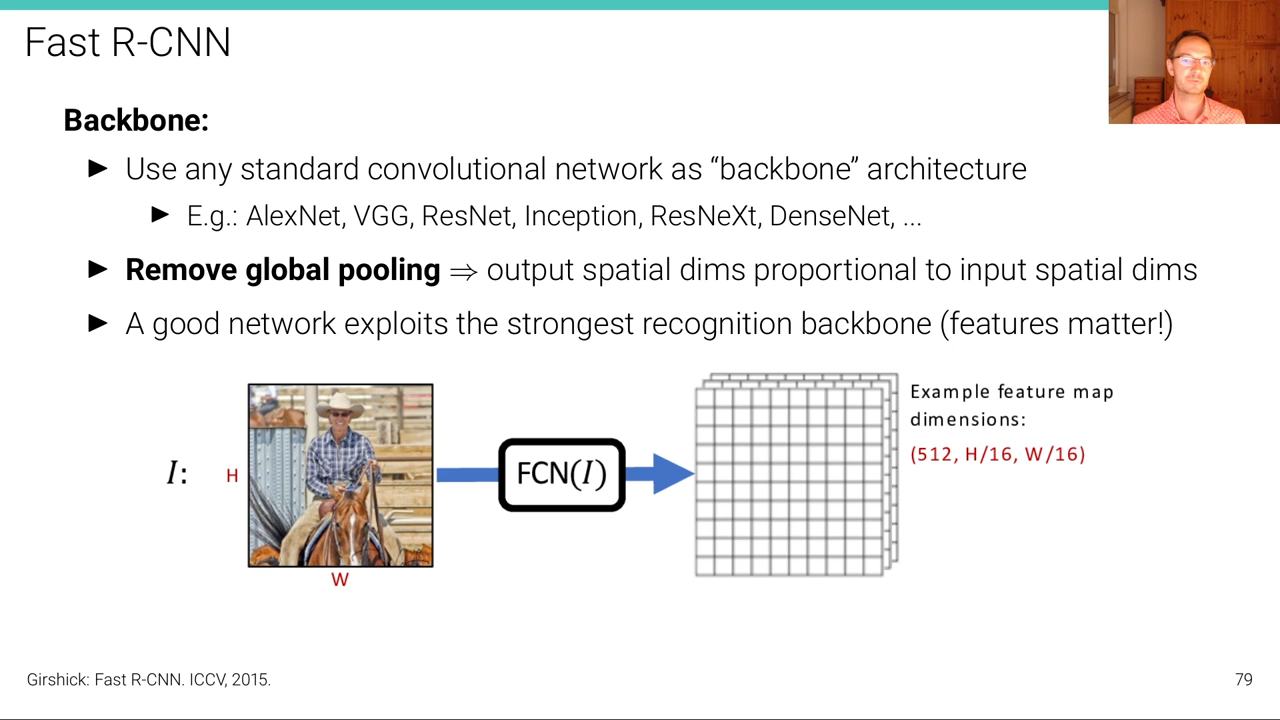 Fast R-CNN
Backbone:
► Use any standard convolutional network as “backbone” architecture
► E.g.: AlexNet, VGG, ResNet, Inception, ResNeXt, DenseNet, ...
► Remove global pooling ⇒ output spatial dims proportional to input spatial dims
► A good network exploits the strongest recognition backbone (features matter!)
I:
H
W
FCN(I)
Example feature map
dimensions:
(512, H/16, W/16)
Girshick: Fast R-CNN. ICCV, 2015.
79